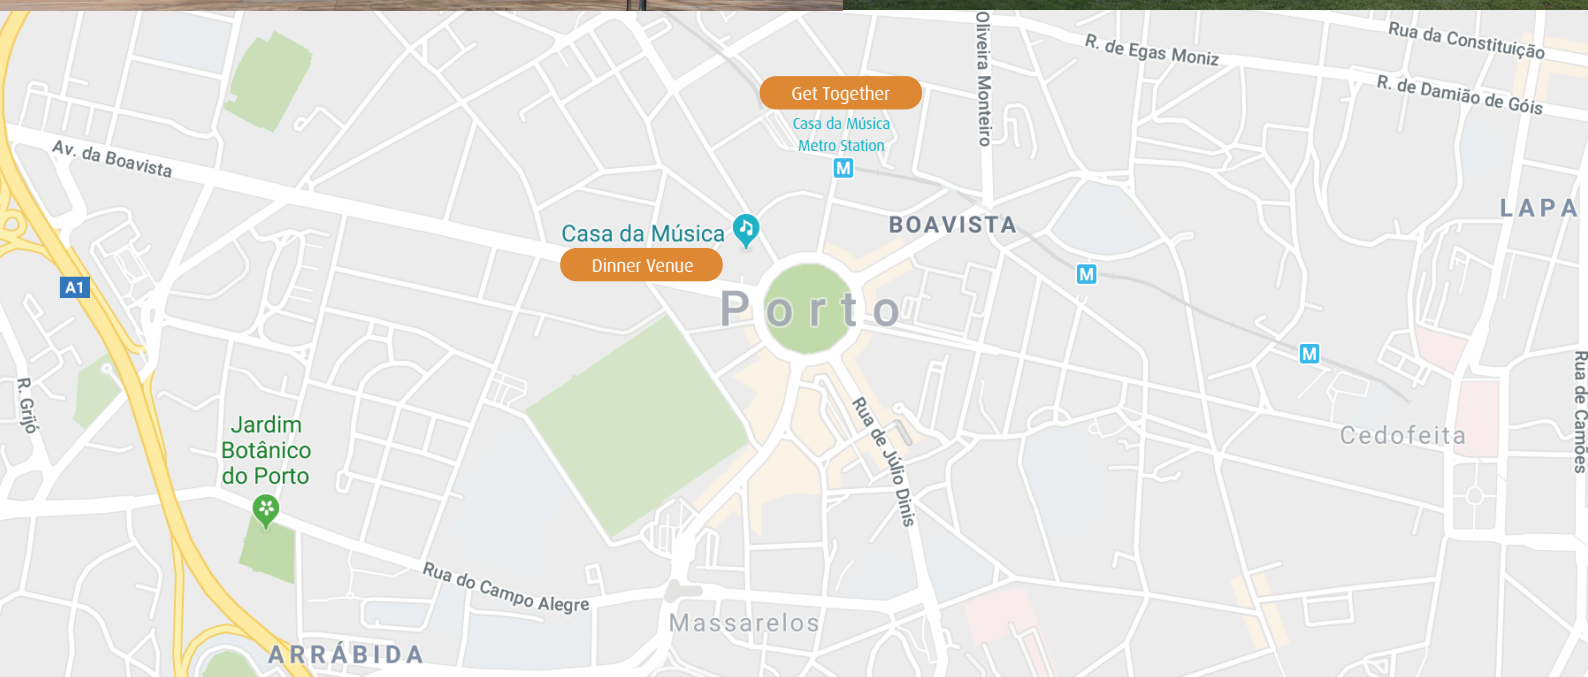 Oliveira Monteiro
Rua da Constituição
R. de Egas Moniz
R. de Damião de Góis
Get Together
Casa da Música
Metro Station
M
Av. da Boavista
LAPA
Casa da Música
BOAVISTA
Dinner Venue
M
A1
Porto
M
Rua de Camões
R. Grijó
Jardim
Botânico
do Porto
Rua de Júlio Dinis
Cedofeita
Rua do Campo Alegre
Massarelos
ARRÁBIDA